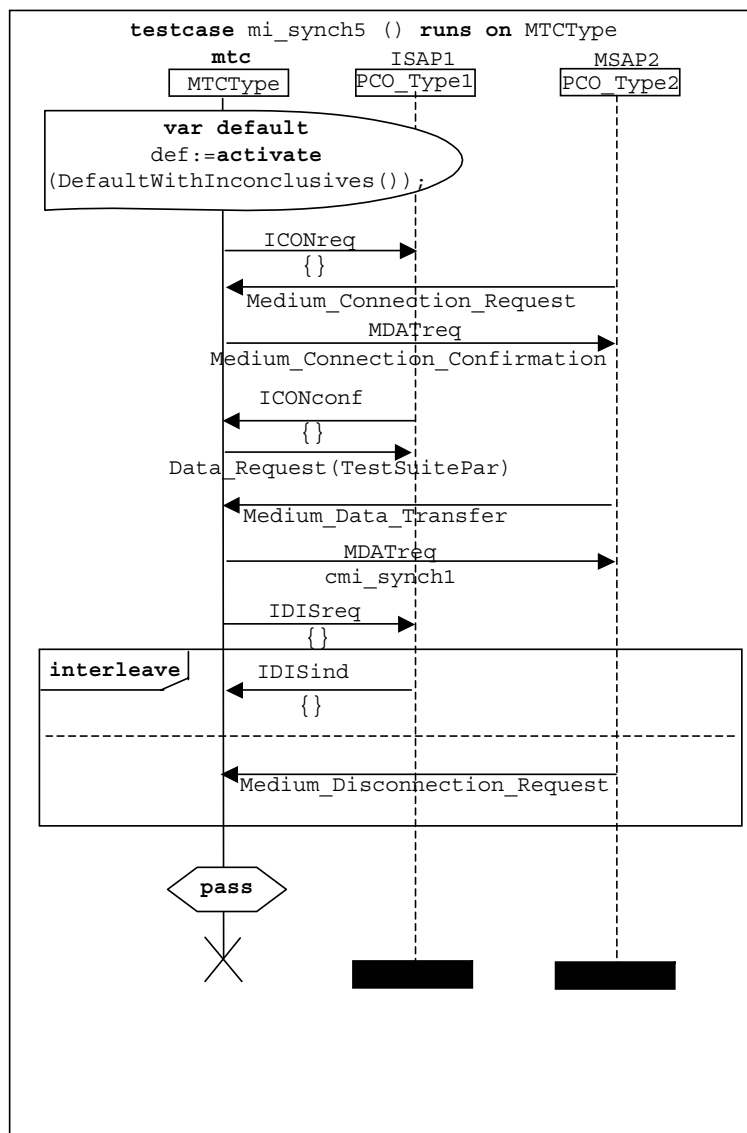 testcase mi_synch5 () runs on MTCType
mtc ISAP1 MSAP2
MTCType PCO_Type1 PCO_Type2
var default
def:=activate
(DefaultWithInconclusives());
ICONreq
{}
Medium_Connection_Request
MDATreq
Medium_Connection_Confirmation
ICONconf
{}
Data_Request(TestSuitePar)
Medium_Data_Transfer
MDATreq
cmi_synch1
IDISreq
{}
interleave
IDISind
{}
Medium_Disconnection_Request
pass